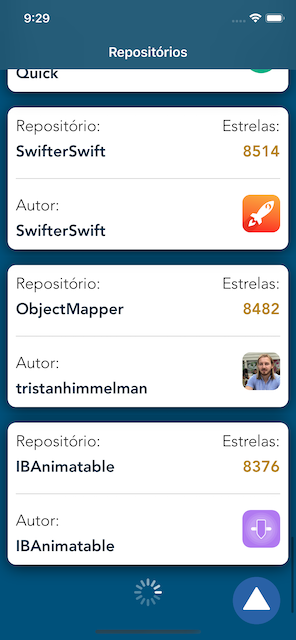 9:29
Repositórios
Quick
Repositório: Estrelas:
SwifterSwift 8514
Autor:
SwifterSwift
Repositório: Estrelas:
ObjectMapper 8482
Autor:
tristanhimmelman
Repositório: Estrelas:
IBAnimatable 8376
Autor:
IBAnimatable